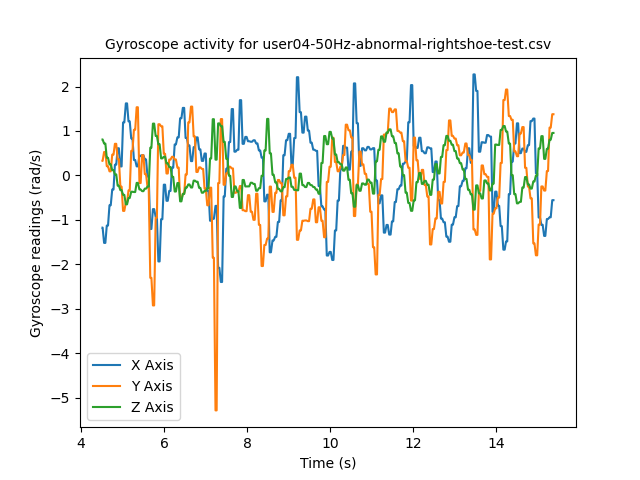 Gyroscope activity for user04-50Hz-abnormal-rightshoe-test.csv
Gyroscope readings (rad/s)
2
1
0
−1
−2
−3
−4
−5
X Axis
Y Axis
Z Axis
4 6 8 10 12 14
Time (s)